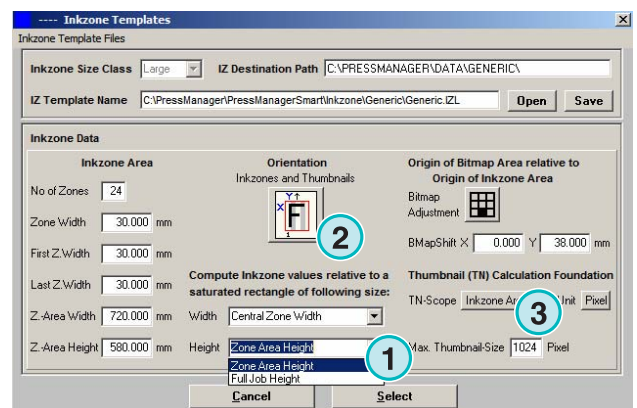 ---- Inkzone Templates
Inkzone Template Files
Inkzone Size Class Large IZ Destination Path C:\PRESSMANAGER\DATA\GENERIC\
IZ Template Name C:\PressManager\PressManagerSmart\Inkzone\Generic\Generic.IZL Open Save
Inkzone Data
Inkzone Area
No of Zones 24
Zone Width 30.000 mm
First Z.Width 30.000 mm
Last Z.Width 30.000 mm
Z.-Area Width 720.000 mm
Z.-Area Height 580.000 mm
Orientation
Inkzones and Thumbnails
Y
X F
1
2
Compute Inkzone values relative to a
saturated rectangle of following size:
Width Central Zone Width
Height Zone Area Height
Zone Area Height
Full Job Height
1
Origin of Bitmap Area relative to
Origin of Inkzone Area
Bitmap
Adjustment
BMapShift X 0.000 Y 38.000 mm
Thumbnail (TN) Calculation Foundation
TN-Scope Inkzone Unit Pixel
3
Max. Thumbnail-Size 1024 Pixel
Cancel Select